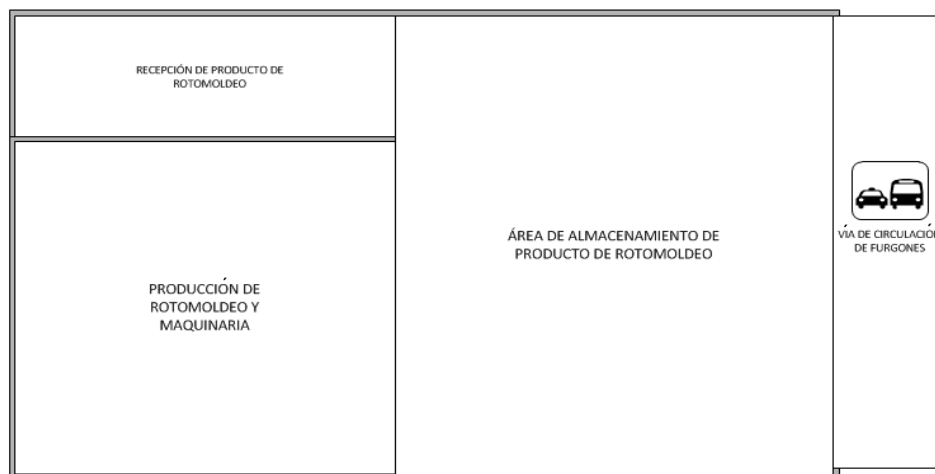 RECEPCIÓN DE PRODUCTO DE
ROTOMOLDEO
ÁREA DE ALMACENAMIENTO DE
PRODUCTO DE ROTOMOLDEO
VÍA DE CIRCULACIÓN
DE FURGONES
PRODUCCIÓN DE
ROTOMOLDEO Y
MAQUINARIA